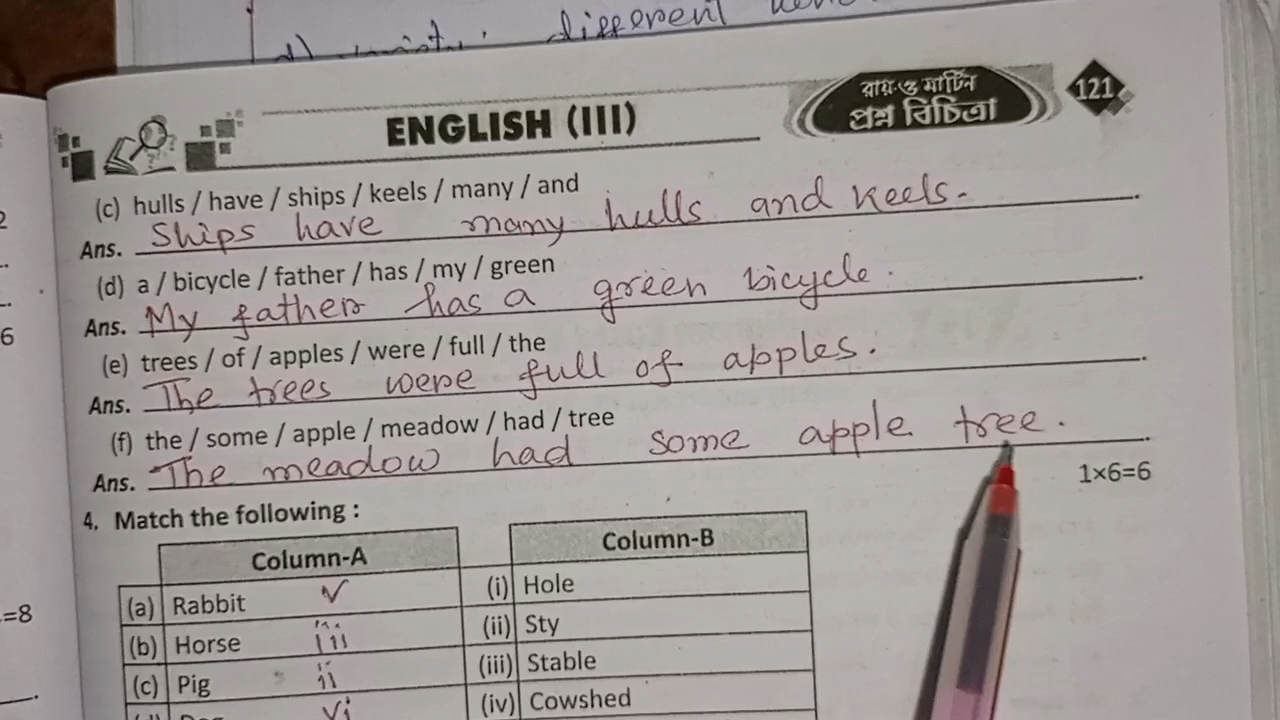 different
রায় ও মার্টিন
প্রশ্ন বিচিত্রা
121
ENGLISH (III)
(c) hulls / have / ships / keels / many / and
Ans. Ships have many hulls and keels.
(d) a / bicycle / father / has / my / green
Ans. My father has a green bicycle.
(e) trees / of / apples / were / full / the
Ans. The trees were full of apples.
(f) the / some / apple / meadow / had / tree
Ans. The meadow had some apple tree.
1×6=6
4. Match the following :
Column-A Column-B
(a) Rabbit v (i) Hole
(b) Horse iii (ii) Sty
(c) Pig ii (iii) Stable
vi (iv) Cowshed
2
6
=8